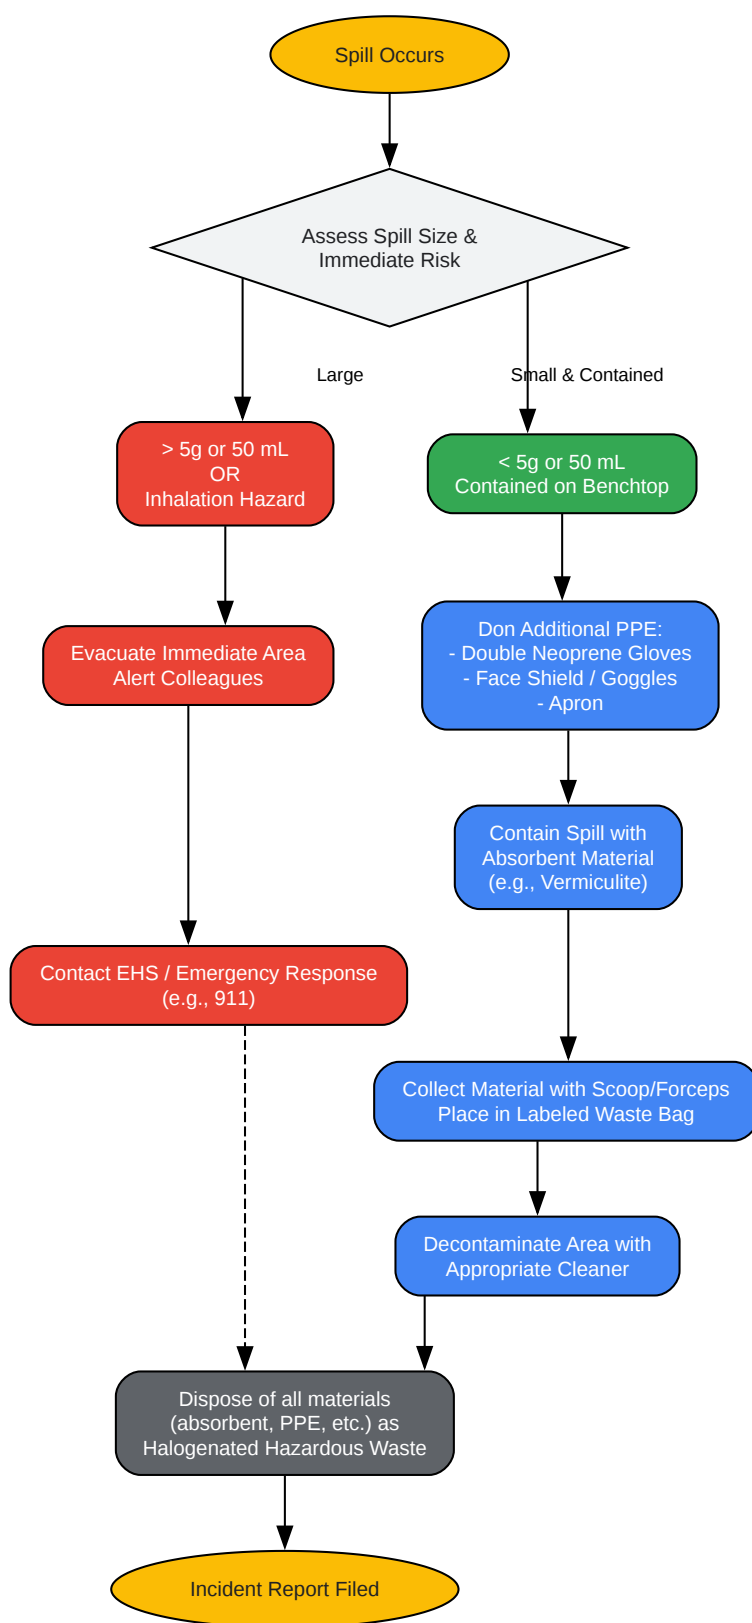 Spill Occurs
Assess Spill Size &
Immediate Risk
Large
Small & Contained
> 5g or 50 mL
OR
Inhalation Hazard
< 5g or 50 mL
Contained on Benchtop
Evacuate Immediate Area
Alert Colleagues
Don Additional PPE:
- Double Neoprene Gloves
- Face Shield / Goggles
- Apron
Contain Spill with
Absorbent Material
(e.g., Vermiculite)
Contact EHS / Emergency Response
(e.g., 911)
Collect Material with Scoop/Forceps
Place in Labeled Waste Bag
Decontaminate Area with
Appropriate Cleaner
Dispose of all materials
(absorbent, PPE, etc.) as
Halogenated Hazardous Waste
Incident Report Filed